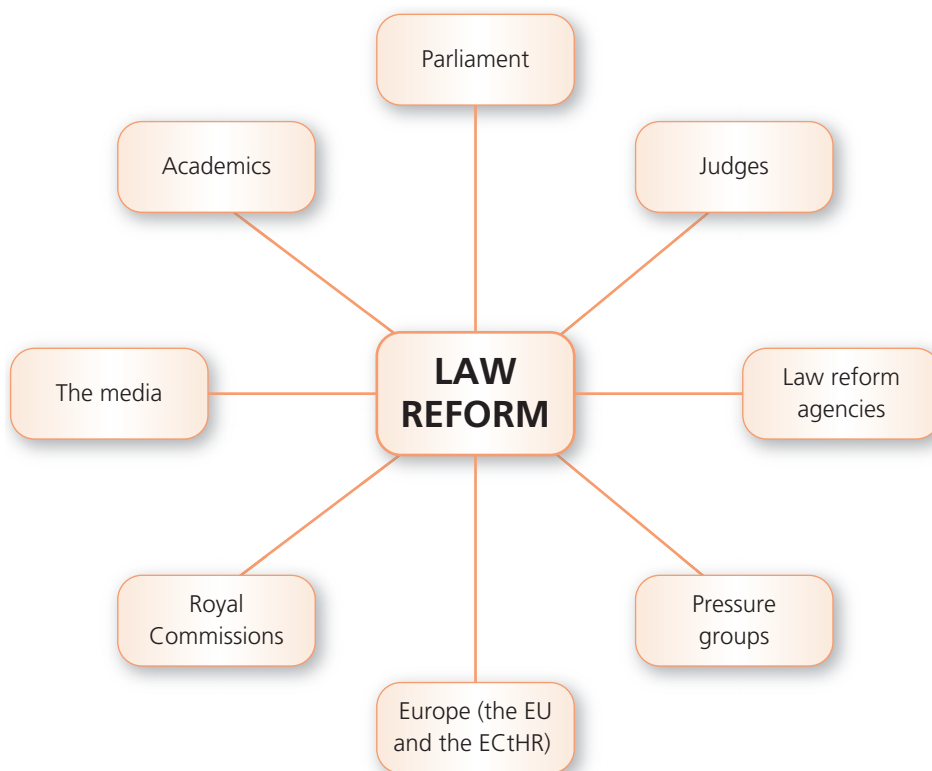 Parliament
Academics
Judges
The media
LAW
REFORM
Law reform
agencies
Royal
Commissions
Pressure
groups
Europe (the EU
and the ECtHR)